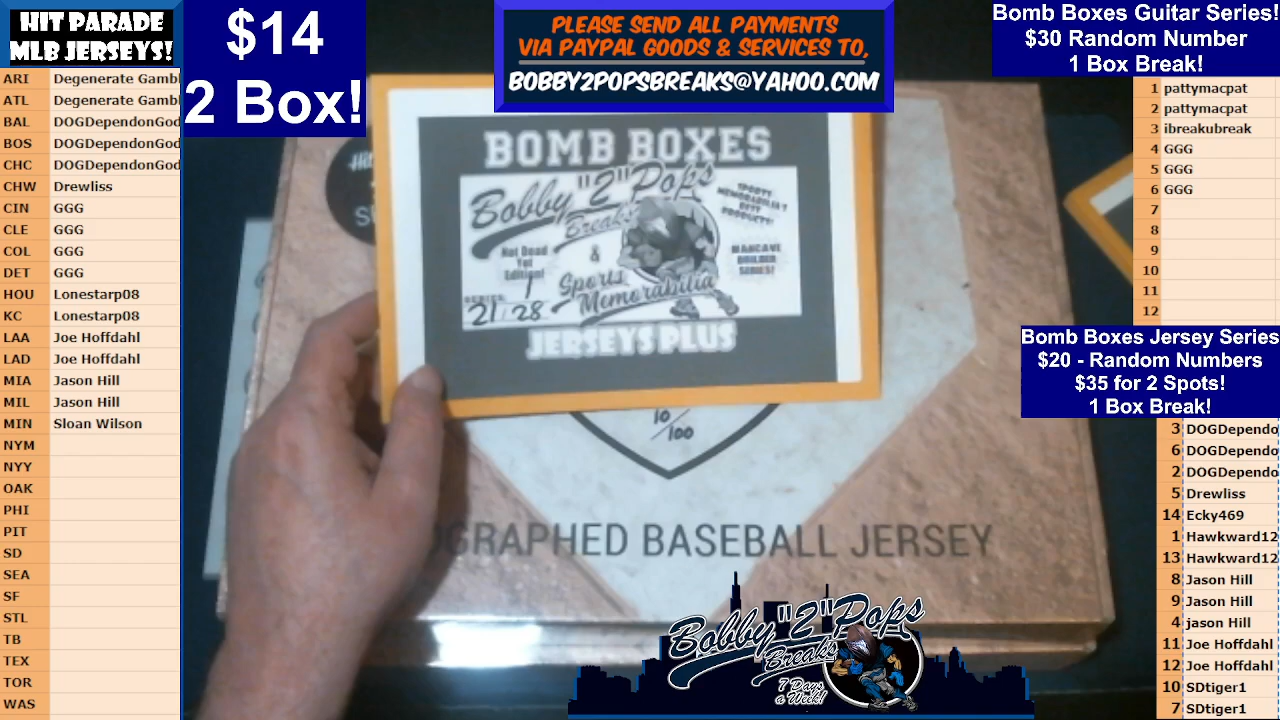 HIT PARADE
MLB JERSEYS!
ARI Degenerate Gambl
ATL Degenerate Gambl
BAL DOGDependonGod
BOS DOGDependonGod
CHC DOGDependonGod
CHW Drewliss
CIN GGG
CLE GGG
COL GGG
DET GGG
HOU Lonestarp08
KC Lonestarp08
LAA Joe Hoffdahl
LAD Joe Hoffdahl
MIA Jason Hill
MIL Jason Hill
MIN Sloan Wilson
NYM
NYY
OAK
PHI
PIT
SD
SEA
SF
STL
TB
TEX
TOR
WAS
$14
2 Box!
PLEASE SEND ALL PAYMENTS
VIA PAYPAL GOODS & SERVICES TO,
BOBBY2POPSBREAKS@YAHOO.COM
BOMB BOXES
Bobby "2" Pops
Breaks
&
Sports
Memorabilia
Not Dead
Yet
Edition!
SPORTS
MEMORABILIA'S
BEST
PRODUCTS!
MANCAVE
BUILDER
SERIES!
SERIES 1
21/28
JERSEYS PLUS
10/100
OGRAPHED BASEBALL JERSEY
Bobby "2" Pops
Breaks
7 Days
a Week!
Bomb Boxes Guitar Series!
$30 Random Number
1 Box Break!
1 pattymacpat
2 pattymacpat
3 ibreakubreak
4 GGG
5 GGG
6 GGG
7
8
9
10
11
12
Bomb Boxes Jersey Series
$20 - Random Numbers
$35 for 2 Spots!
1 Box Break!
3 DOGDependo
6 DOGDependo
2 DOGDependo
5 Drewliss
14 Ecky469
1 Hawkward12
13 Hawkward12
8 Jason Hill
9 Jason Hill
4 jason Hill
11 Joe Hoffdahl
12 Joe Hoffdahl
10 SDtiger1
7 SDtiger1